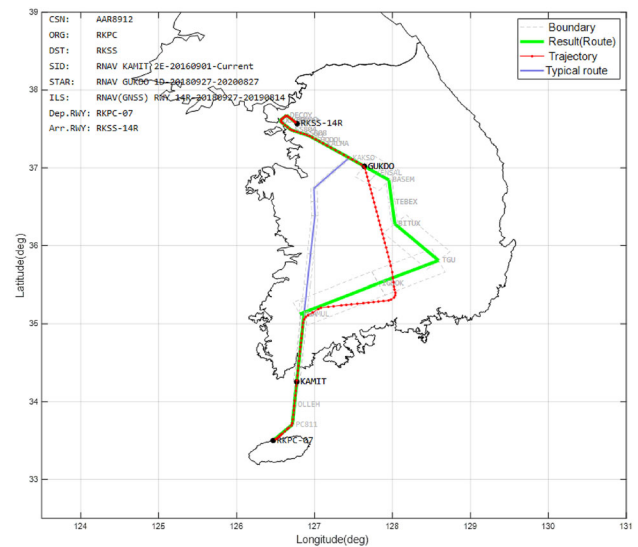 CSN: AAR8912
ORG: RKPC
DST: RKSS
SID: RNAV KAMIT 2E-20160901-Current
STAR: RNAV GUKDO 1D-20180927-20200827
ILS: RNAV(GNSS) RWY 14R-20180927-20190814
Dep.RWY: RKPC-07
Arr.RWY: RKSS-14R
Boundary
Result(Route)
Trajectory
Typical route
RKSS-14R
KAKSO
GUKDO
BASEM
TEBEX
BITUX
TGU
KAMIT
OLLEH
PC811
RKPC-07
39
38
37
36
35
34
33
Latitude(deg)
124
125
126
127
128
129
130
131
Longitude(deg)